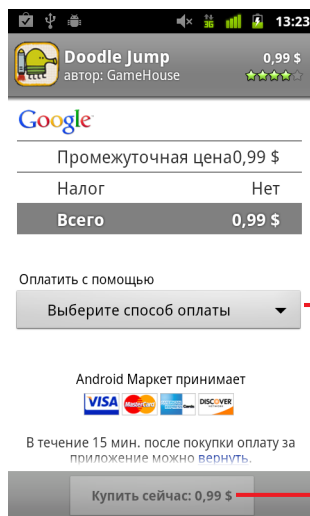 13:23
Doodle Jump 0,99 $
автор: GameHouse
Google
Промежуточная цена0,99 $
Налог Нет
Всего 0,99 $
Оплатить с помощью
Выберите способ оплаты
Android Маркет принимает
VISA MasterCard DISCOVER
В течение 15 мин. после покупки оплату за
приложение можно вернуть.
Купить сейчас: 0,99 $